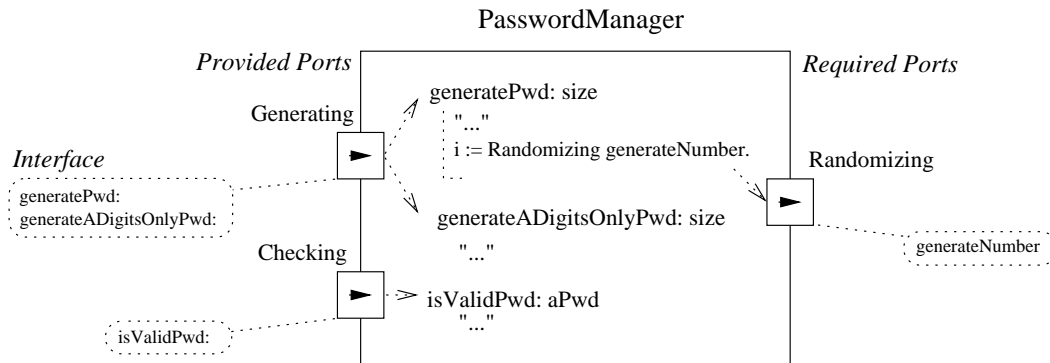 PasswordManager
Provided Ports
Required Ports
Generating
generatePwd: size
"..."
i := Randomizing generateNumber.
Interface
generatePwd:
generateADigitsOnlyPwd:
Randomizing
generateADigitsOnlyPwd: size
"..."
generateNumber
Checking
isValidPwd: aPwd
"..."
isValidPwd: